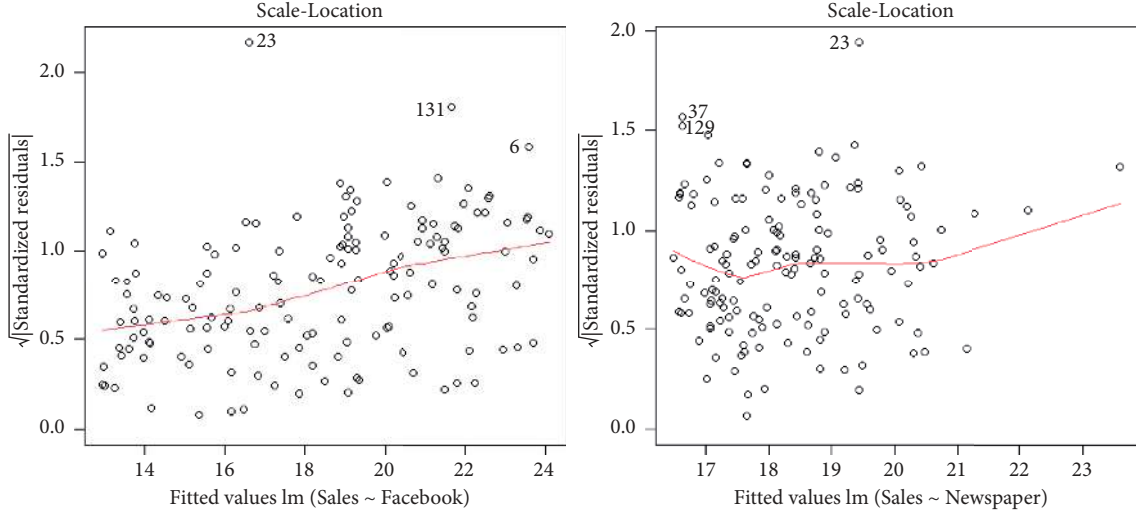 Scale-Location
23
131
6
2.0
1.5
1.0
0.5
0.0
√|Standardized residuals|
14 16 18 20 22 24
Fitted values lm (Sales ~ Facebook)
Scale-Location
23
37
129
2.0
1.5
1.0
0.5
0.0
√|Standardized residuals|
17 18 19 20 21 22 23
Fitted values lm (Sales ~ Newspaper)